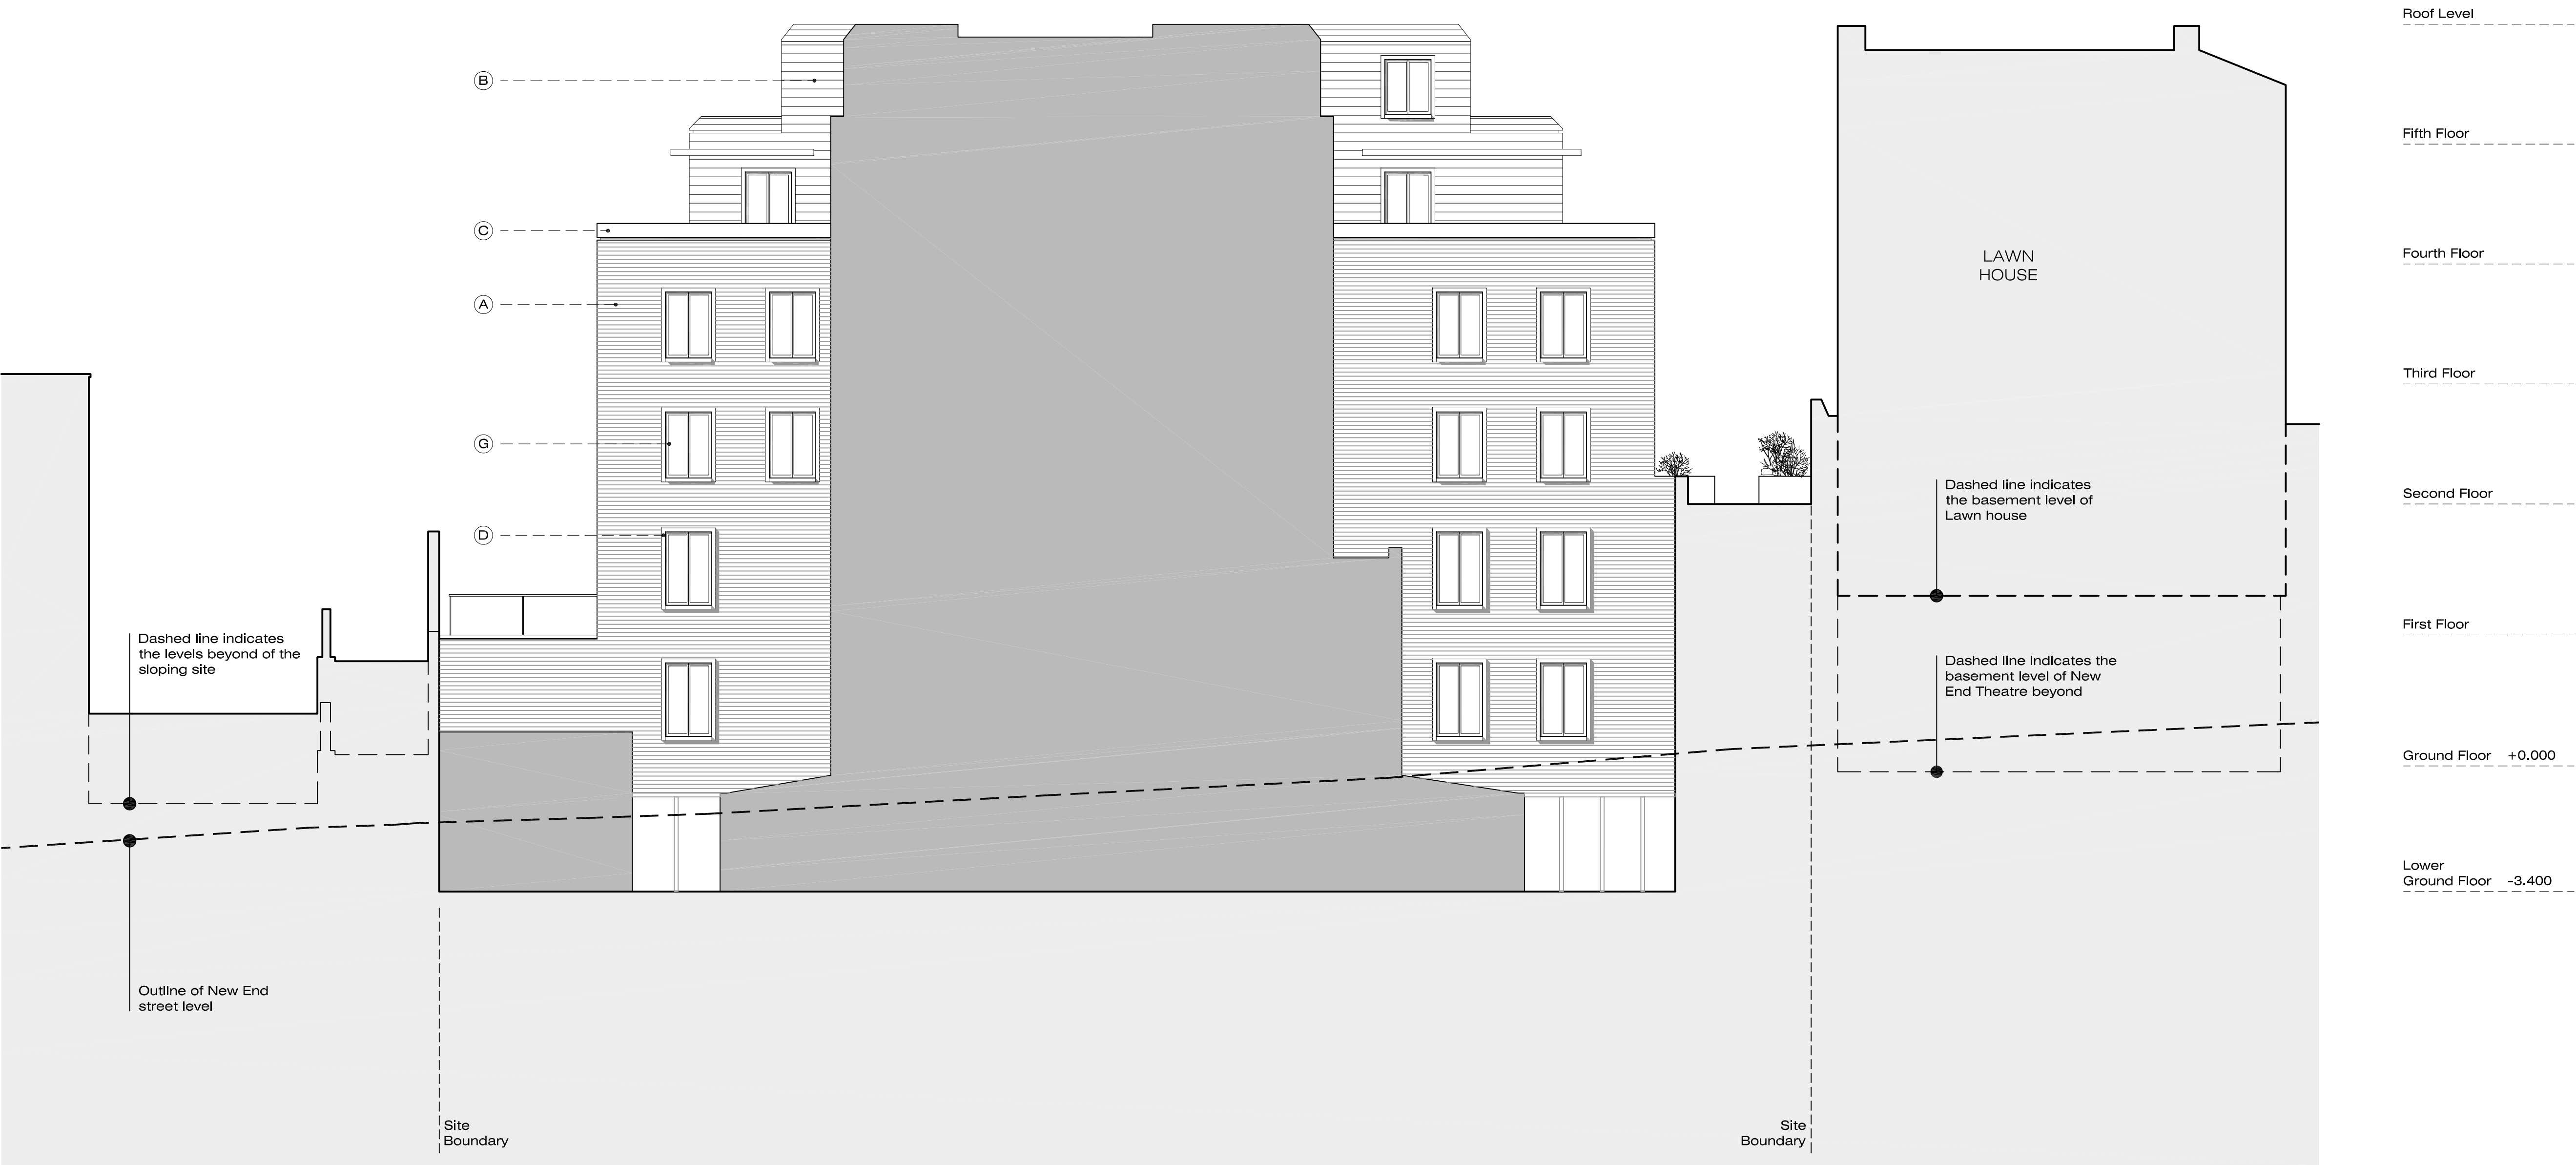 Roof Level
B
Fifth Floor
C
Fourth Floor
LAWN
HOUSE
A
Third Floor
G
Dashed line indicates
the basement level of
Lawn house
Second Floor
D
First Floor
Dashed line indicates
the levels beyond of the
sloping site
Dashed line indicates the
basement level of New
End Theatre beyond
Ground Floor +0.000
Lower
Ground Floor -3.400
Outline of New End
street level
Site
Boundary
Site
Boundary